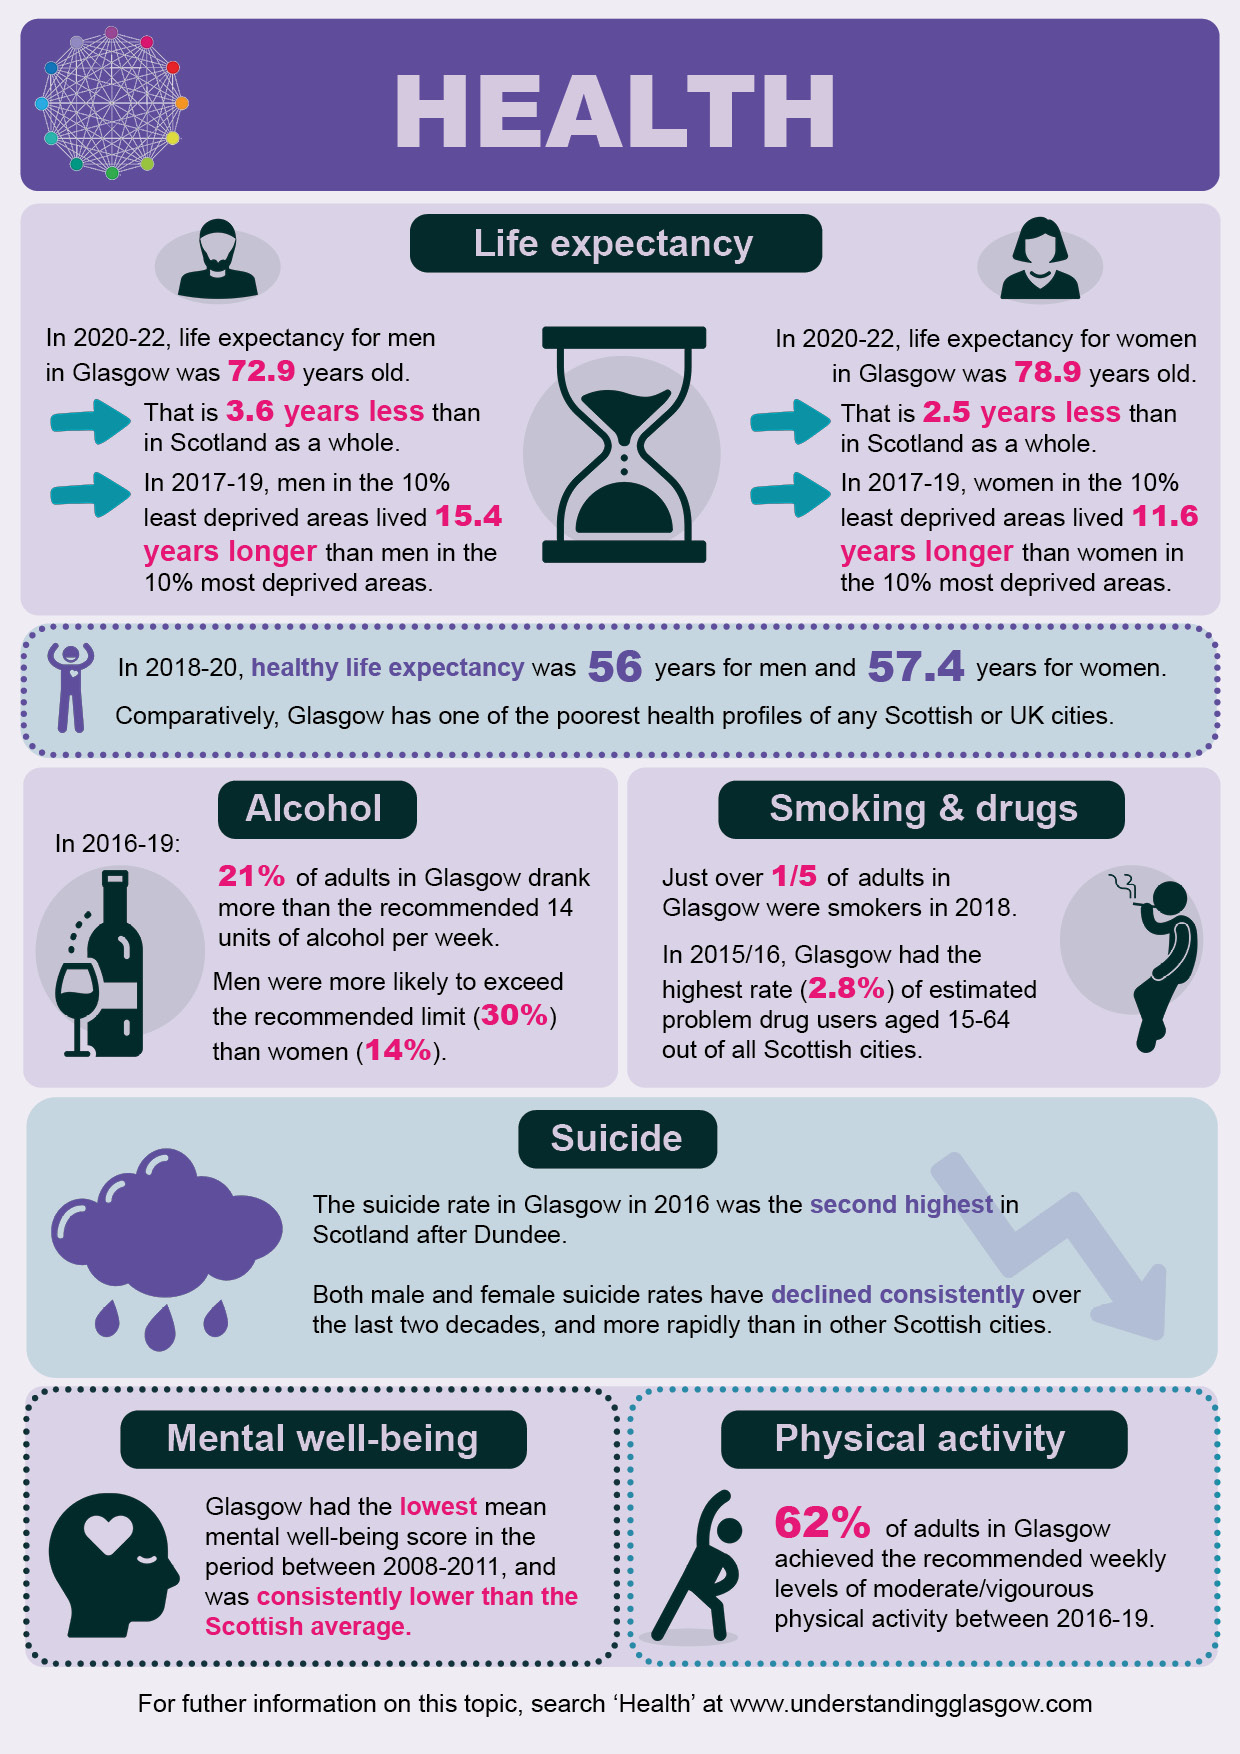 HEALTH
Life expectancy
In 2020-22, life expectancy for men
in Glasgow was 72.9 years old.
That is 3.6 years less than
in Scotland as a whole.
In 2017-19, men in the 10%
least deprived areas lived 15.4
years longer than men in the
10% most deprived areas.
In 2020-22, life expectancy for women
in Glasgow was 78.9 years old.
That is 2.5 years less than
in Scotland as a whole.
In 2017-19, women in the 10%
least deprived areas lived 11.6
years longer than women in
the 10% most deprived areas.
In 2018-20, healthy life expectancy was 56 years for men and 57.4 years for women.
Comparatively, Glasgow has one of the poorest health profiles of any Scottish or UK cities.
Alcohol
In 2016-19:
21% of adults in Glasgow drank
more than the recommended 14
units of alcohol per week.
Men were more likely to exceed
the recommended limit (30%)
than women (14%).
Smoking & drugs
Just over 1/5 of adults in
Glasgow were smokers in 2018.
In 2015/16, Glasgow had the
highest rate (2.8%) of estimated
problem drug users aged 15-64
out of all Scottish cities.
Suicide
The suicide rate in Glasgow in 2016 was the second highest in
Scotland after Dundee.
Both male and female suicide rates have declined consistently over
the last two decades, and more rapidly than in other Scottish cities.
Mental well-being
Glasgow had the lowest mean
mental well-being score in the
period between 2008-2011, and
was consistently lower than the
Scottish average.
Physical activity
62% of adults in Glasgow
achieved the recommended weekly
levels of moderate/vigourous
physical activity between 2016-19.
For futher information on this topic, search ‘Health’ at www.understandingglasgow.com